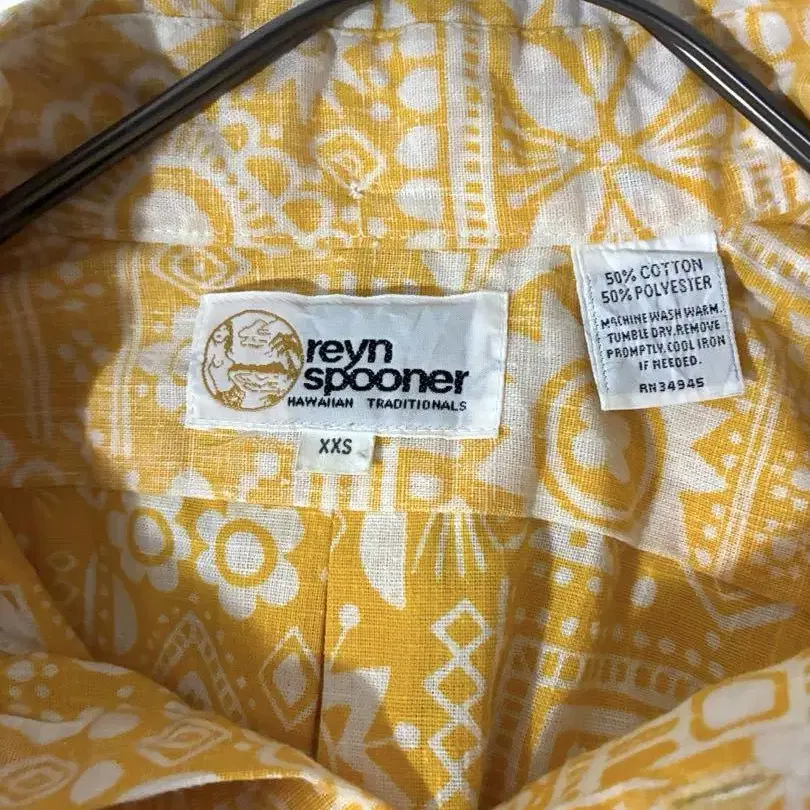 reyn
spooner
HAWAIIAN TRADITIONALS
XXS
50% COTTON
50% POLYESTER
MACHINE WASH WARM.
TUMBLE DRY. REMOVE
PROMPTLY. COOL IRON
IF NEEDED.
RN34945